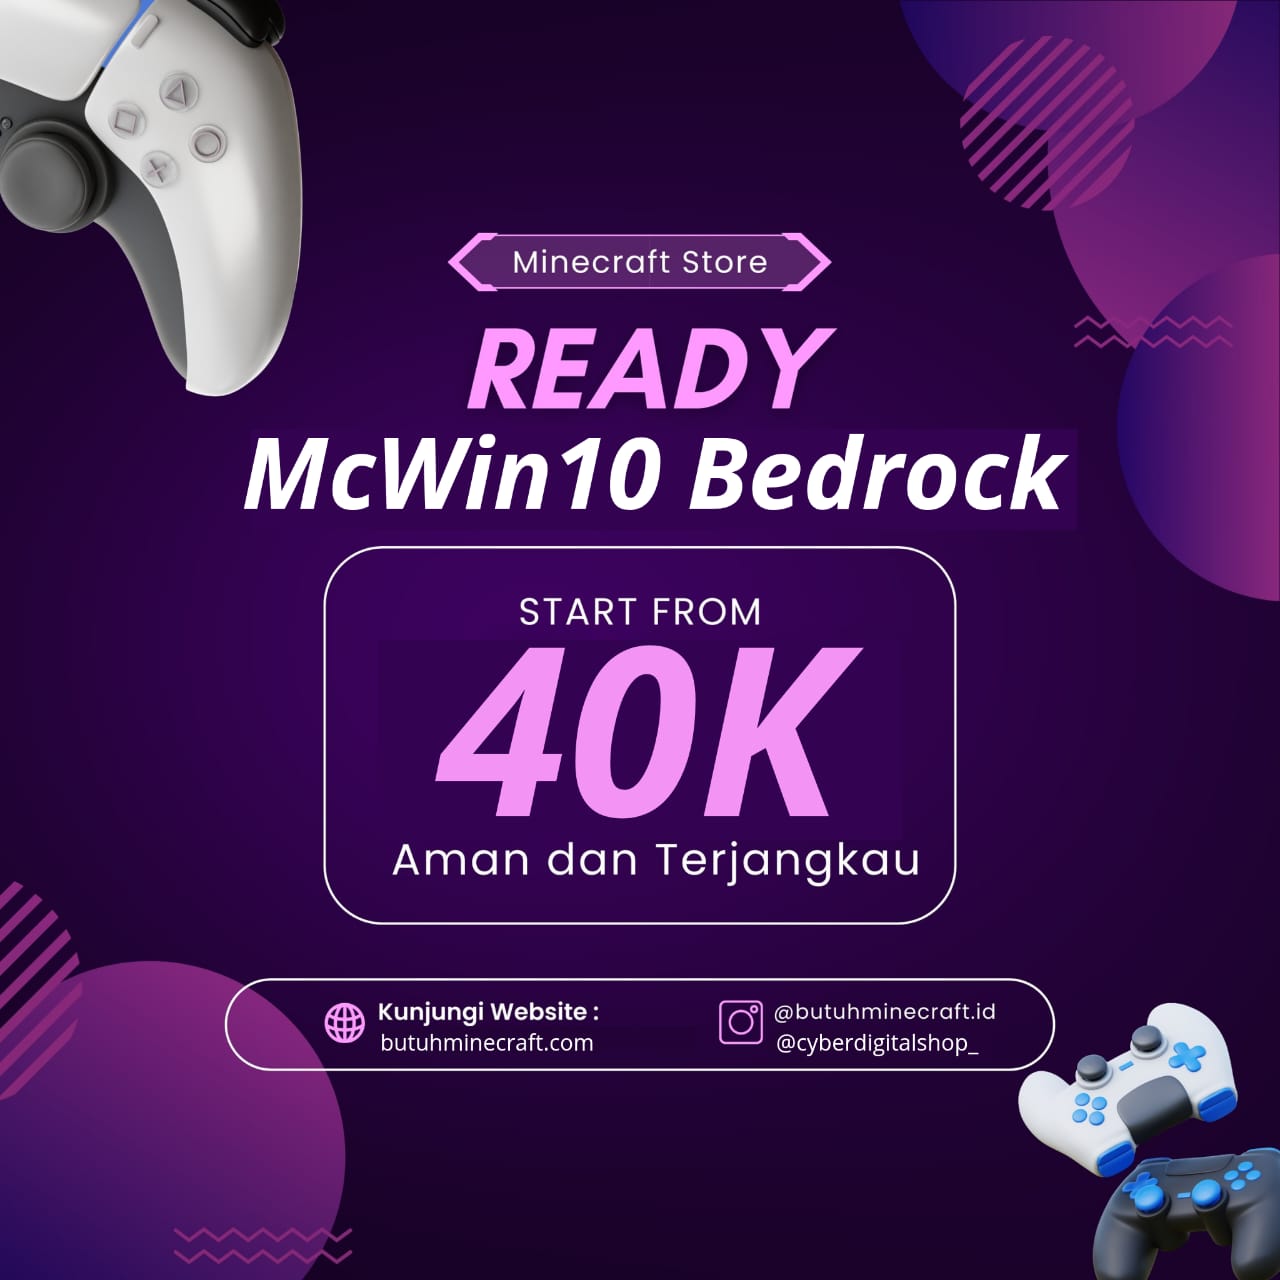 Minecraft Store
READY
McWin10 Bedrock
START FROM
40K
Aman dan Terjangkau
Kunjungi Website :
butuhminecraft.com
@butuhminecraft.id
@cyberdigitalshop_